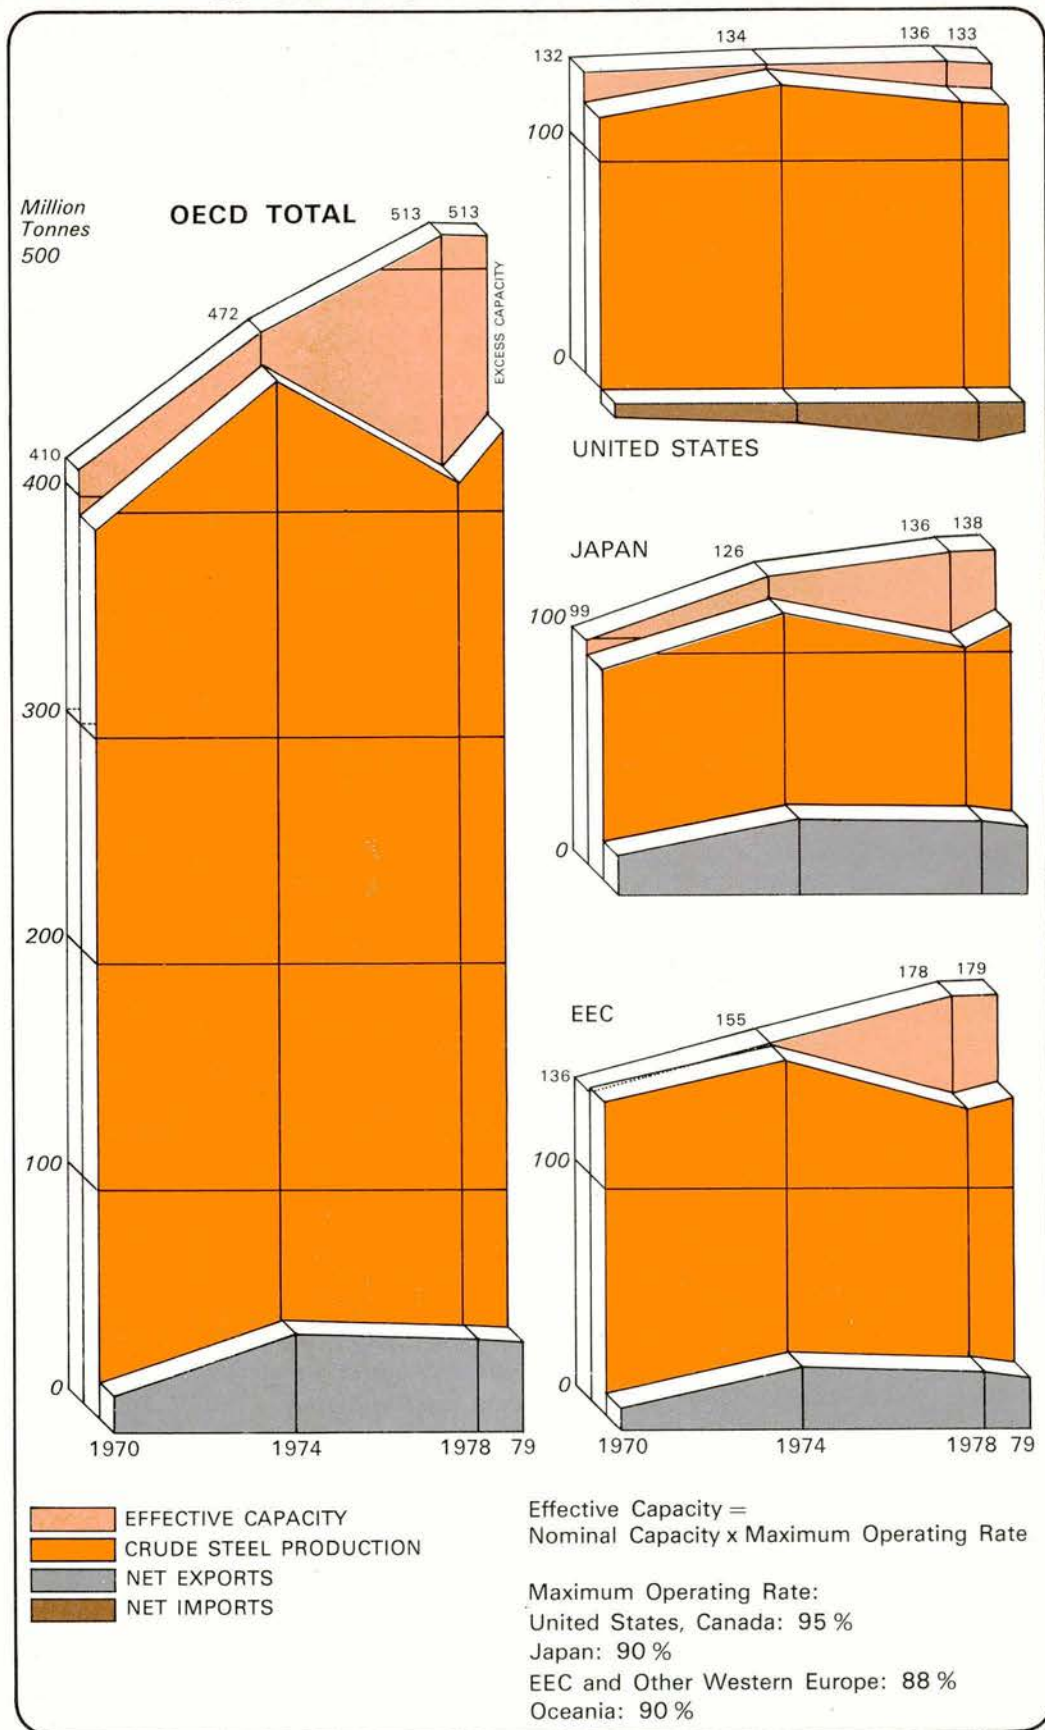 Million
Tonnes
500
OECD TOTAL
410
472
513 513
EXCESS CAPACITY
400
300
200
100
0
1970 1974 1978 79
132 134 136 133
100
0
UNITED STATES
JAPAN
100 99 126 136 138
0
EEC
136 155 178 179
100
0
1970 1974 1978 79
EFFECTIVE CAPACITY
CRUDE STEEL PRODUCTION
NET EXPORTS
NET IMPORTS
Effective Capacity =
Nominal Capacity x Maximum Operating Rate
Maximum Operating Rate:
United States, Canada: 95 %
Japan: 90 %
EEC and Other Western Europe: 88 %
Oceania: 90 %